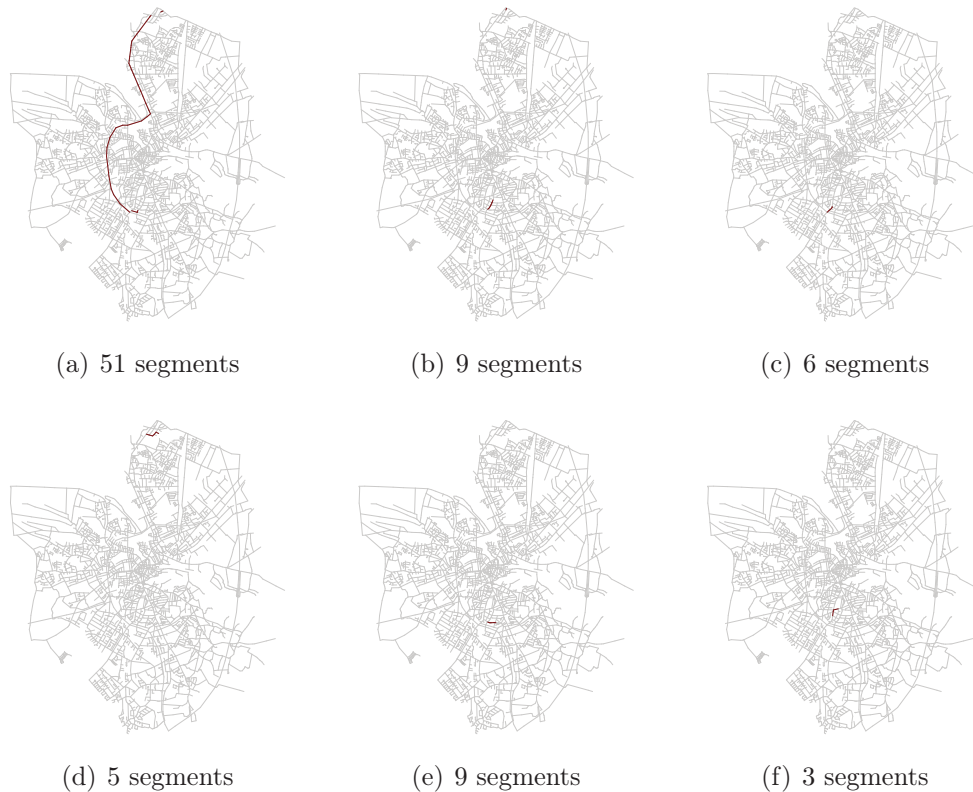 (a) 51 segments
(b) 9 segments
(c) 6 segments
(d) 5 segments
(e) 9 segments
(f) 3 segments